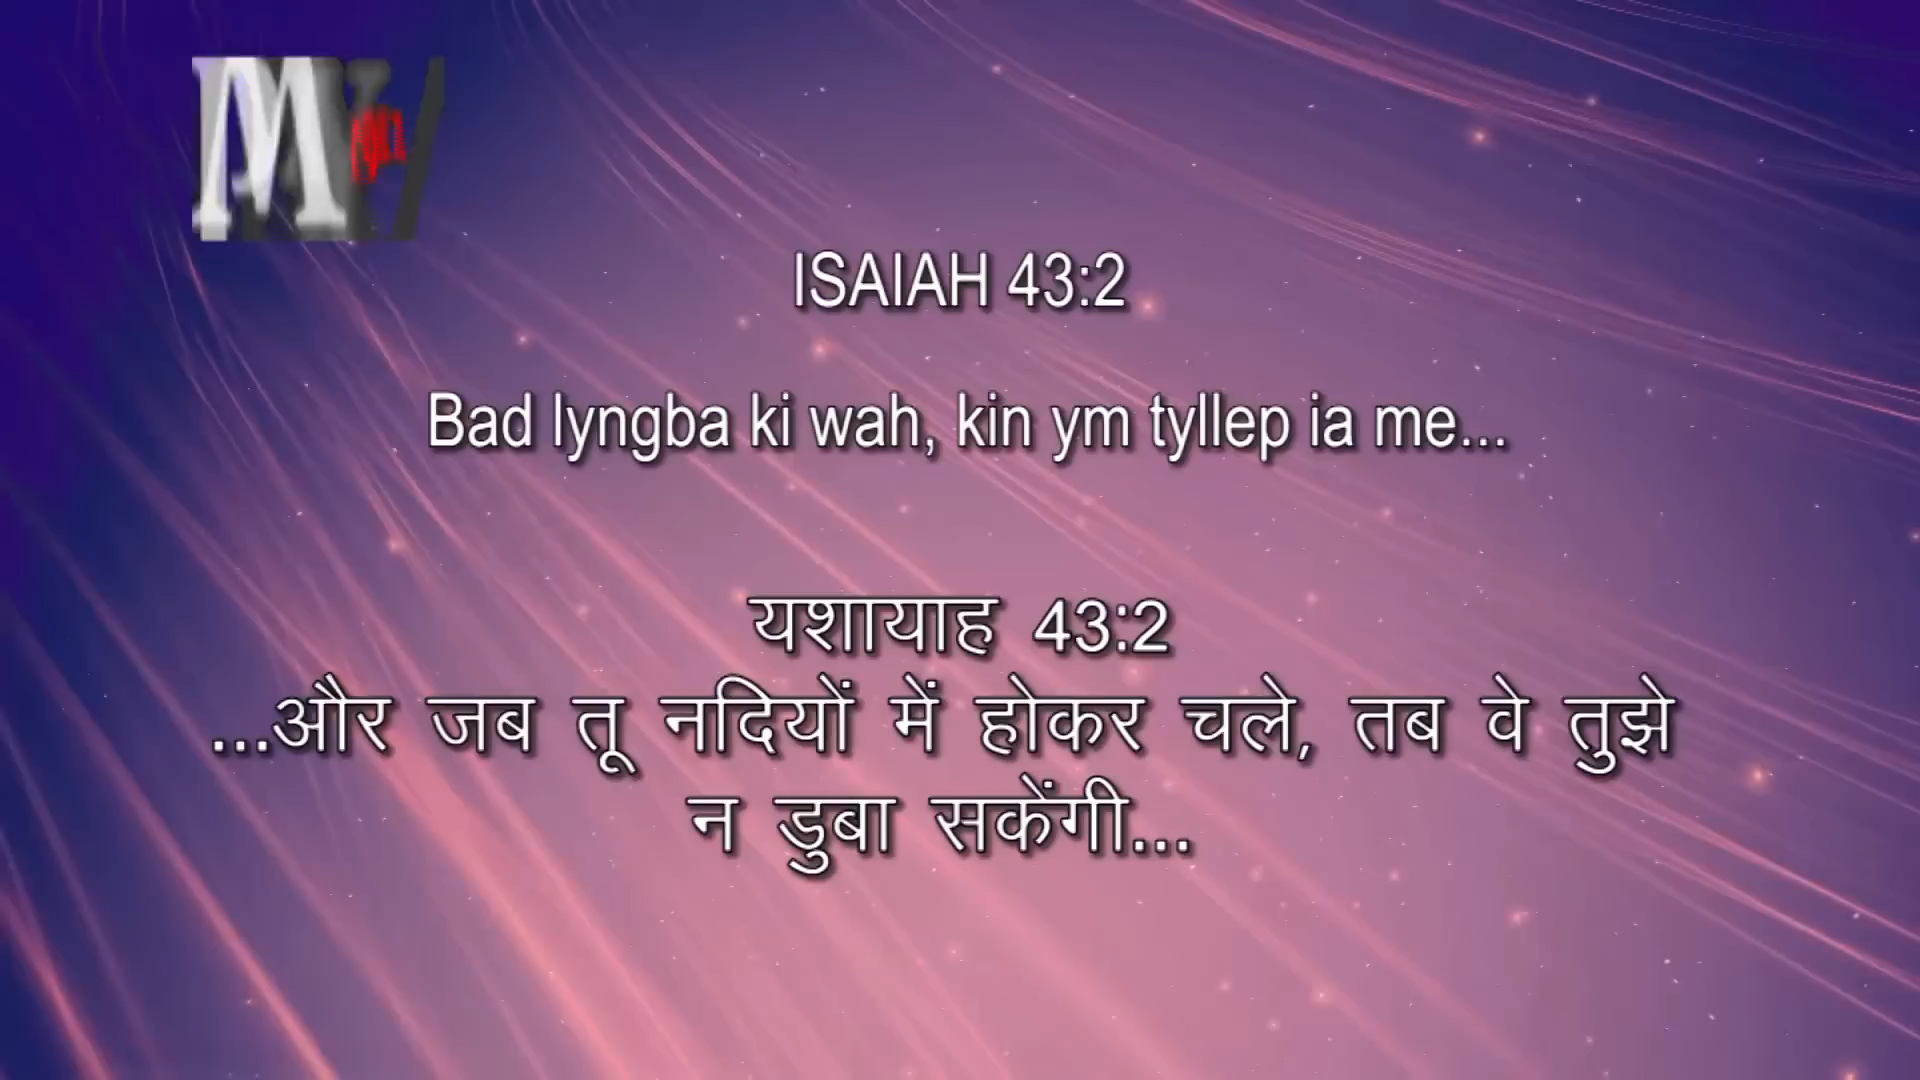 ISAIAH 43:2
Bad lyngba ki wah, kin ym tyllep ia me...
यशायाह 43:2
...और जब तू नदियों में होकर चले, तब वे तुझे
न डुबा सकेंगी...